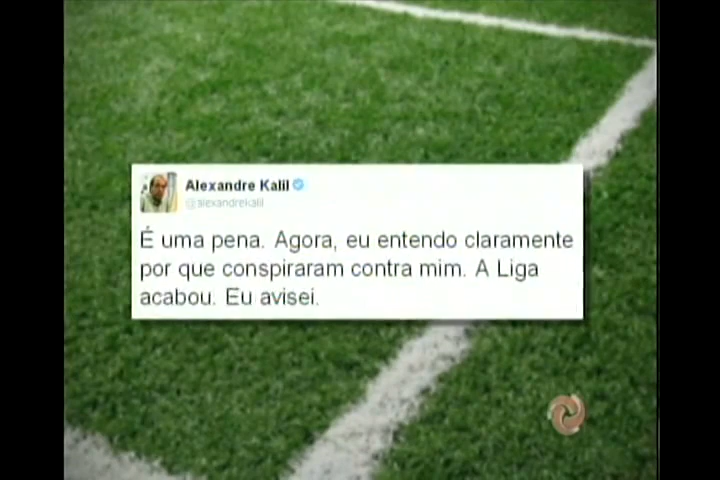 Alexandre Kalil
@alexandrekalil
É uma pena. Agora, eu entendo claramente
por que conspiraram contra mim. A Liga
acabou. Eu avisei.